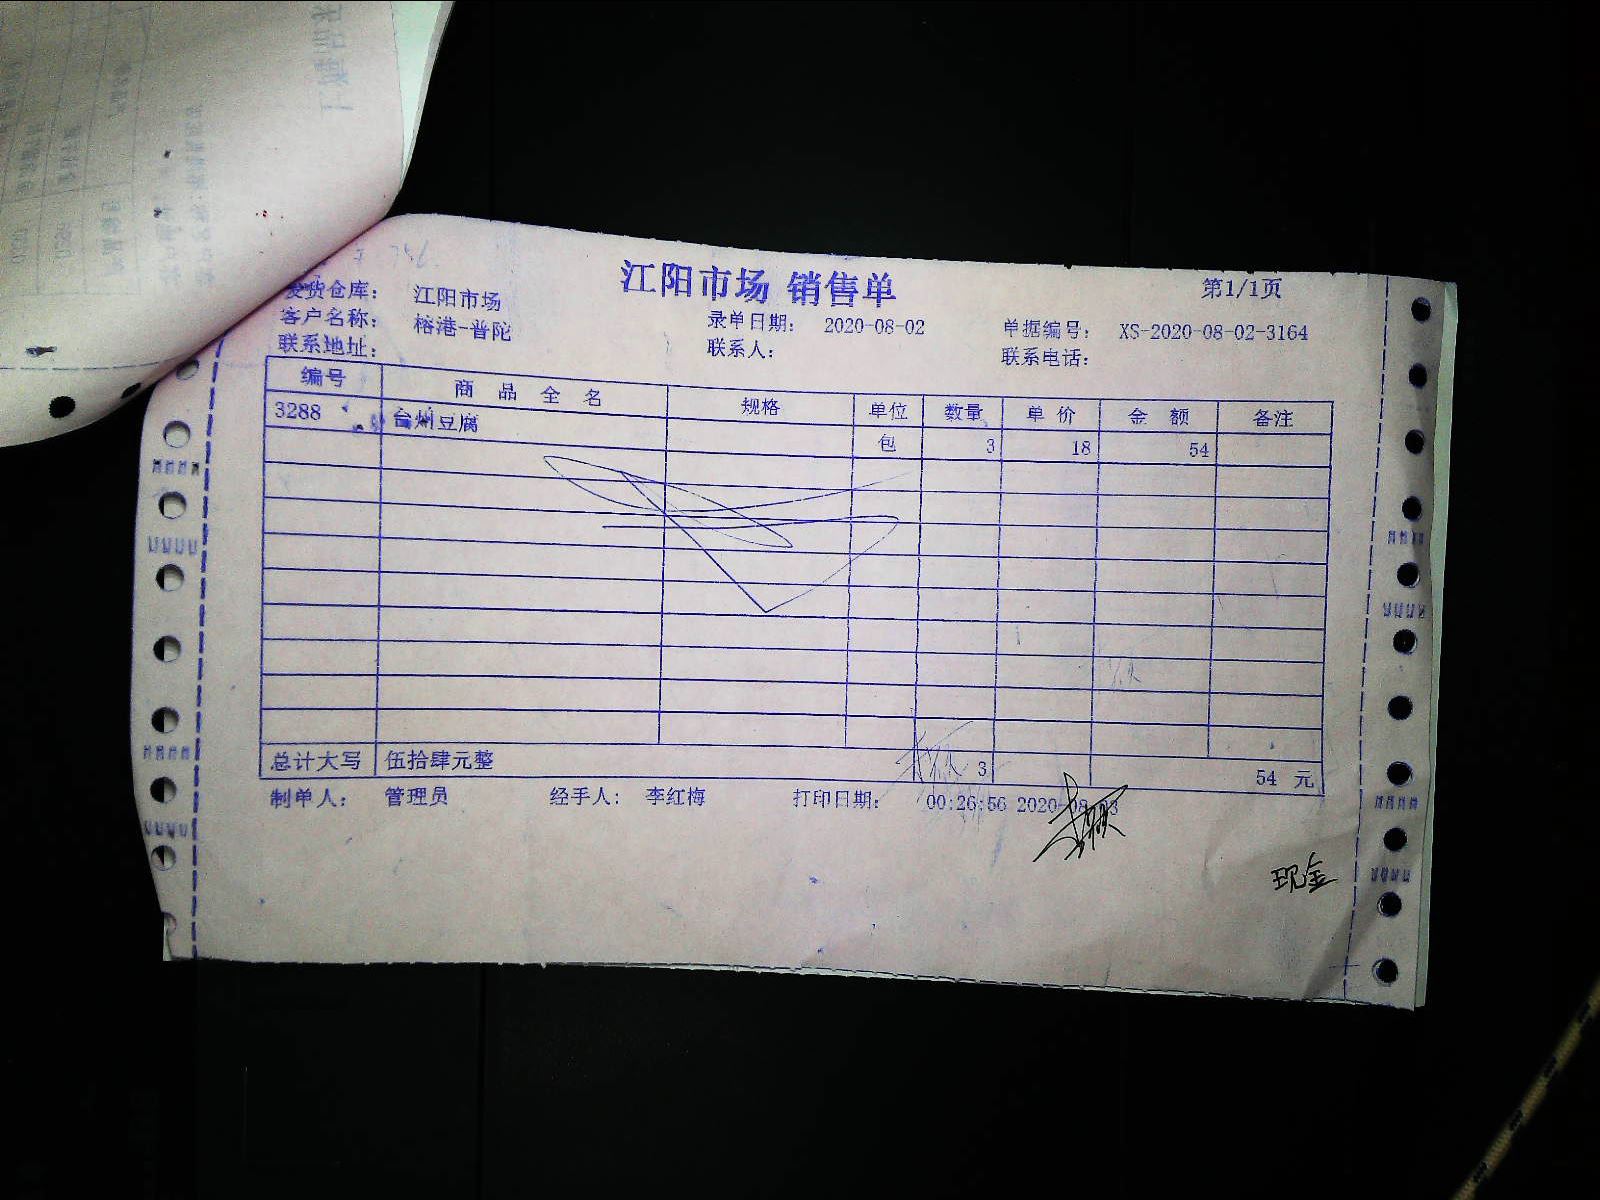 江阳市场 销售单
第1/1页
发货仓库： 江阳市场
客户名称： 榕港-普陀 录单日期： 2020-08-02 单据编号： XS-2020-08-02-3164
联系地址： 联系人： 联系电话：
编号 商 品 全 名 规格 单位 数量 单 价 金 额 备注
3288 台州豆腐 包 3 18 54
总计大写 伍拾肆元整 3 54 元
制单人： 管理员 经手人： 李红梅 打印日期： 00:26:56 2020-08-03
现金